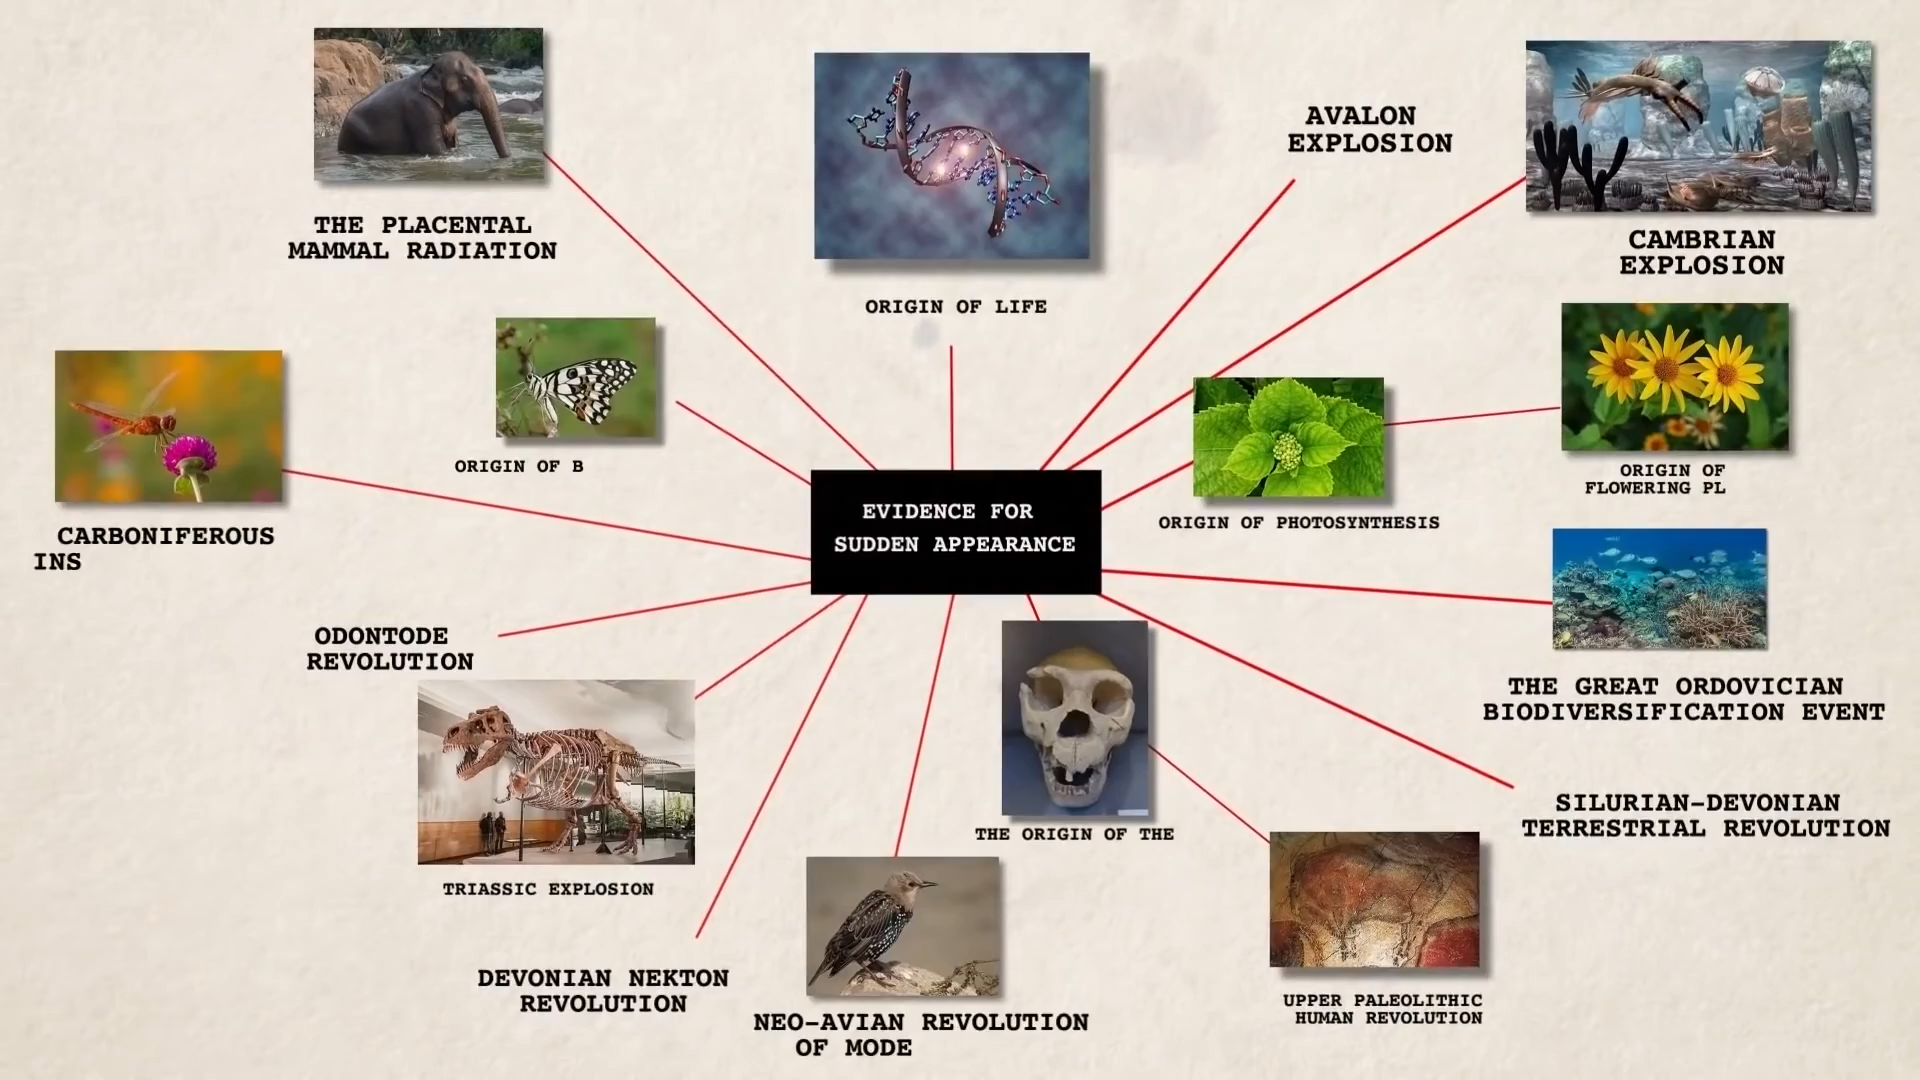 THE PLACENTAL
MAMMAL RADIATION
ORIGIN OF LIFE
AVALON
EXPLOSION
CAMBRIAN
EXPLOSION
ORIGIN OF B
CARBONIFEROUS
INS
ORIGIN OF PHOTOSYNTHESIS
ORIGIN OF
FLOWERING PL
EVIDENCE FOR
SUDDEN APPEARANCE
ODONTODE
REVOLUTION
THE GREAT ORDOVICIAN
BIODIVERSIFICATION EVENT
TRIASSIC EXPLOSION
THE ORIGIN OF THE
SILURIAN-DEVONIAN
TERRESTRIAL REVOLUTION
DEVONIAN NEKTON
REVOLUTION
NEO-AVIAN REVOLUTION
OF MODE
UPPER PALEOLITHIC
HUMAN REVOLUTION